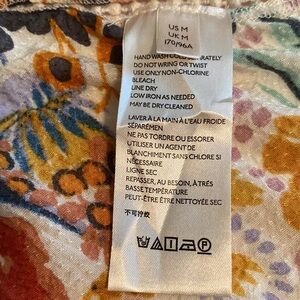 US M
UK M
170/96A
HAND WASH COLD SEPARATELY
DO NOT WRING OR TWIST
USE ONLY NON-CHLORINE
BLEACH
LINE DRY
LOW IRON AS NEEDED
MAY BE DRY CLEANED
LAVER À LA MAIN À L'EAU FROIDE
SÉPARÉMEN
NE PAS TORDRE OU ESSORER
UTILISER UN AGENT DE
BLANCHIMENT SANS CHLORE SI
NÉCESSAIRE
LIGNE SEC
REPASSER, AU BESOIN, À TRÈS
BASSE TEMPÉRATURE
PEUT-ÊTRE ÊTRE NETTOYÉE SEC
不可拧绞